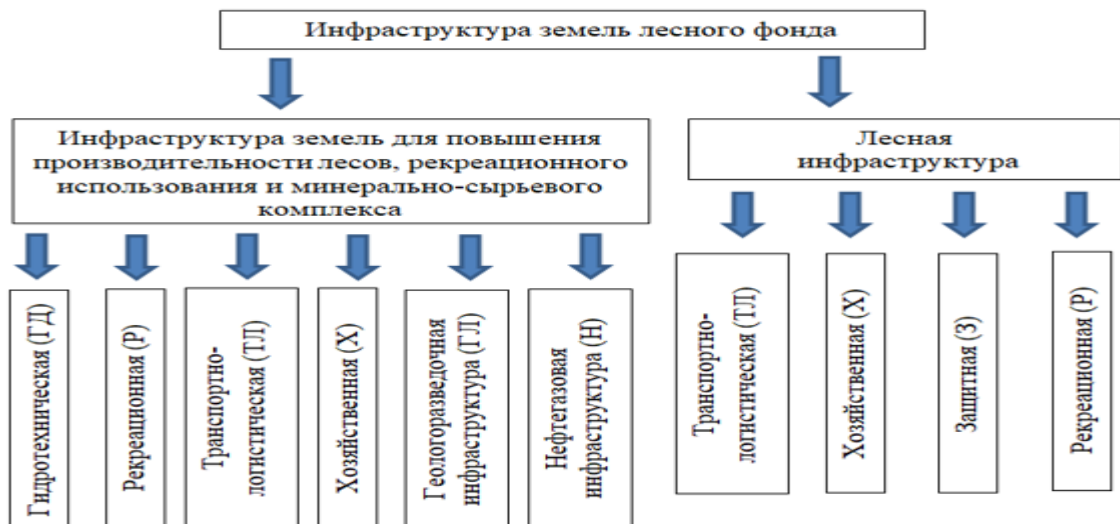 Инфраструктура земель лесного фонда
Инфраструктура земель для повышения
производительности лесов, рекреационного
использования и минерально-сырьевого
комплекса
Лесная
инфраструктура
Гидротехническая (ГД)
Рекреационная (Р)
Транспортно-
логистическая (ТЛ)
Хозяйственная (Х)
Геологоразведочная
инфраструктура (ГЛ)
Нефтегазовая
инфраструктура (Н)
Транспортно-
логистическая (ТЛ)
Хозяйственная (Х)
Защитная (З)
Рекреационная (Р)